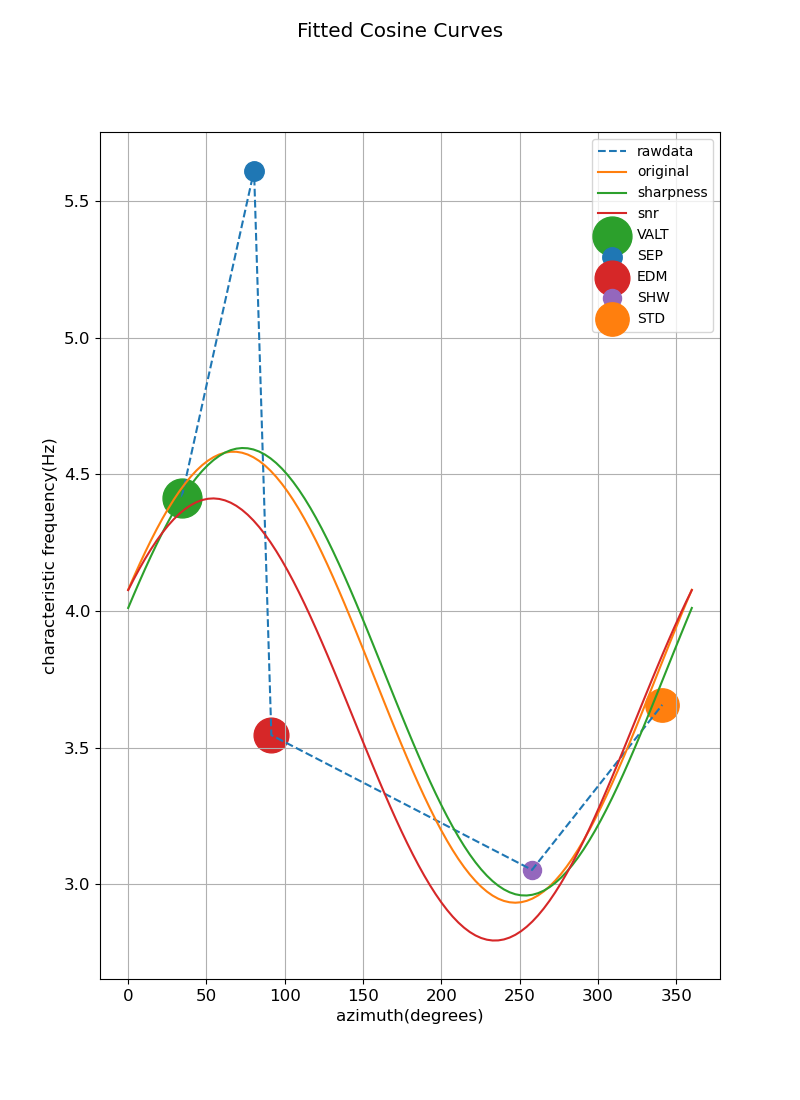 Fitted Cosine Curves
rawdata
original
sharpness
snr
VALT
SEP
EDM
SHW
STD
5.5
5.0
4.5
4.0
3.5
3.0
characteristic frequency(Hz)
0 50 100 150 200 250 300 350
azimuth(degrees)